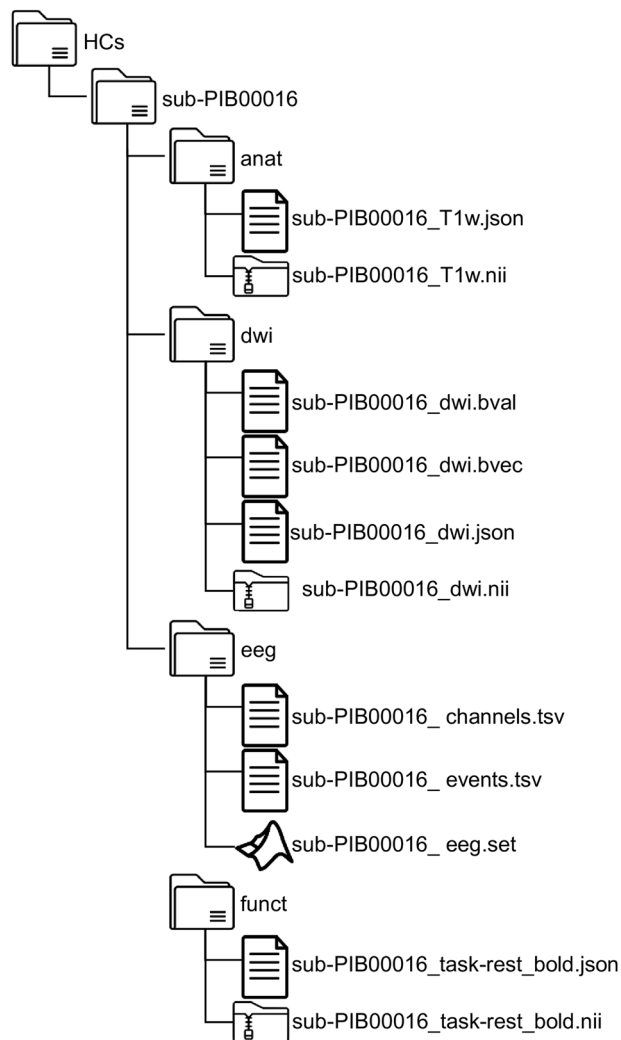 HCs
sub-PIB00016
anat
sub-PIB00016_T1w.json
sub-PIB00016_T1w.nii
dwi
sub-PIB00016_dwi.bval
sub-PIB00016_dwi.bvec
sub-PIB00016_dwi.json
sub-PIB00016_dwi.nii
eeg
sub-PIB00016_ channels.tsv
sub-PIB00016_ events.tsv
sub-PIB00016_ eeg.set
funct
sub-PIB00016_task-rest_bold.json
sub-PIB00016_task-rest_bold.nii